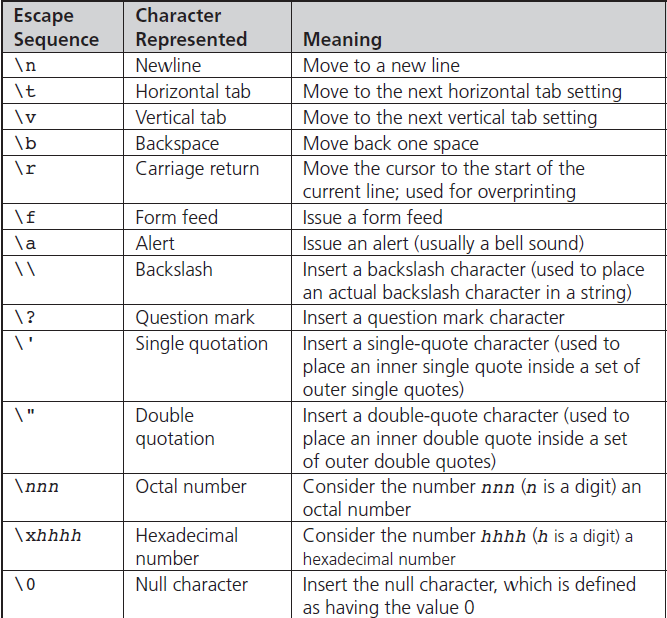 Escape Sequence	Character Represented	Meaning
\n	Newline	Move to a new line
\t	Horizontal tab	Move to the next horizontal tab setting
\v	Vertical tab	Move to the next vertical tab setting
\b	Backspace	Move back one space
\r	Carriage return	Move the cursor to the start of the
current line; used for overprinting
\f	Form feed	Issue a form feed
\a	Alert	Issue an alert (usually a bell sound)
\\	Backslash	Insert a backslash character (used to place
an actual backslash character in a string)
\?	Question mark	Insert a question mark character
\'	Single quotation	Insert a single-quote character (used to
place an inner single quote inside a set of
outer single quotes)
\"	Double quotation	Insert a double-quote character (used to
place an inner double quote inside a set
of outer double quotes)
\nnn	Octal number	Consider the number nnn (n is a digit) an
octal number
\xhhhh	Hexadecimal number	Consider the number hhhh (h is a digit) a
hexadecimal number
\0	Null character	Insert the null character, which is defined
as having the value 0